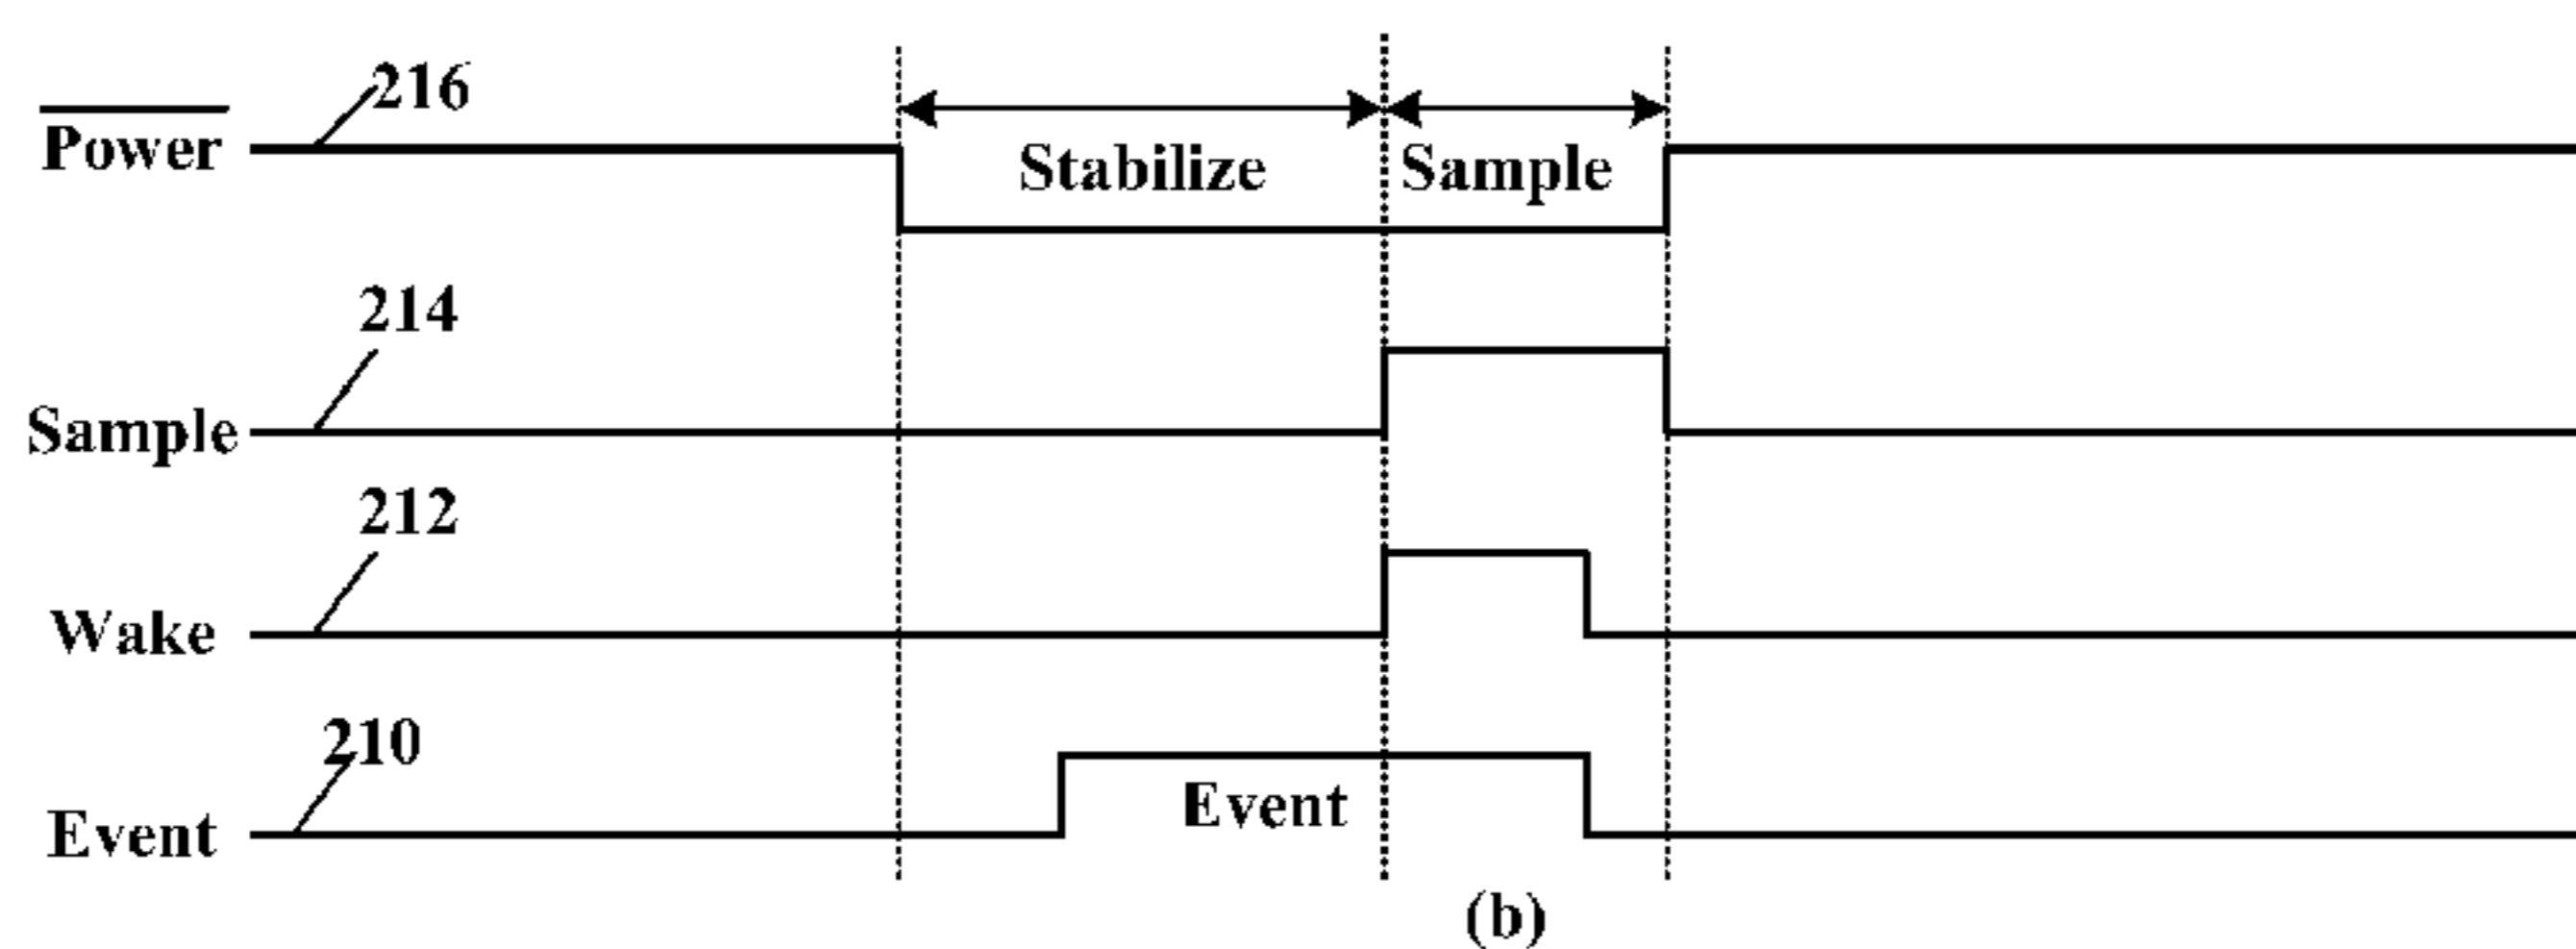 216
Power
Stabilize
Sample
214
Sample
212
Wake
210
Event
Event
(b)